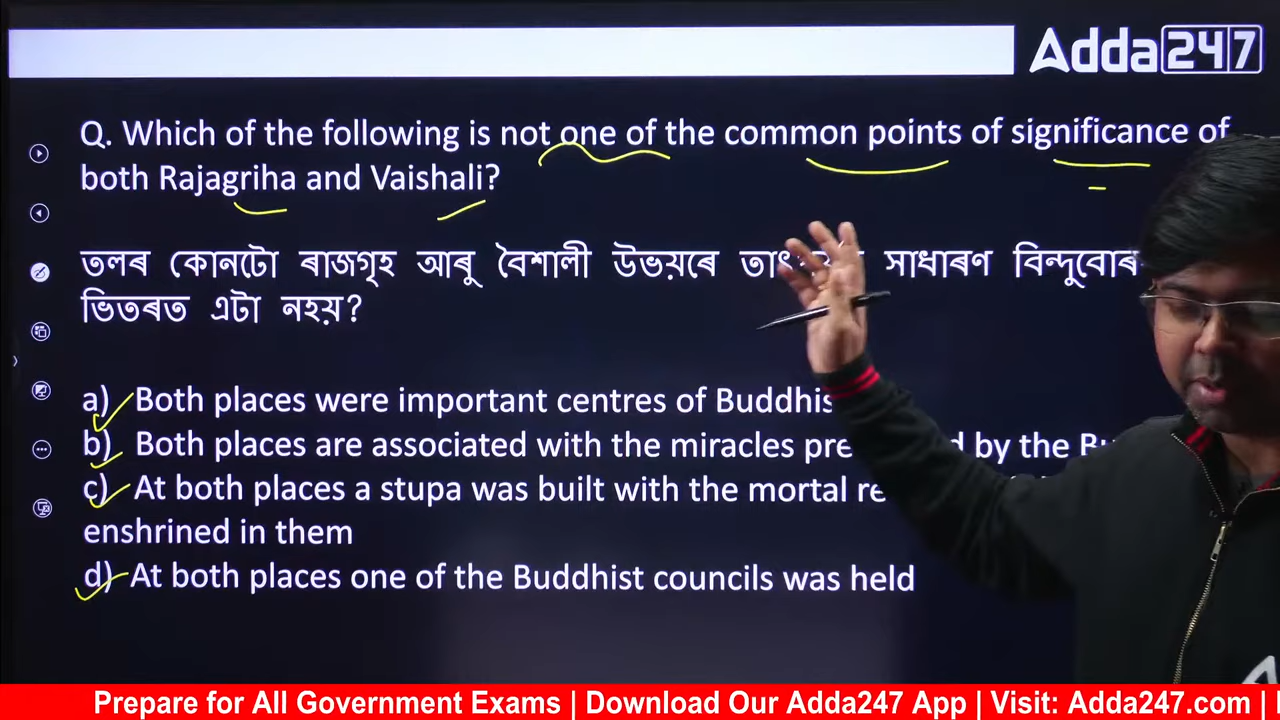 Adda247
Q. Which of the following is not one of the common points of significance of
both Rajagriha and Vaishali?
তলৰ কোনটো ৰাজগৃহ আৰু বৈশালী উভয়ৰে সাধাৰণ বিন্দুবোৰ
ভিতৰত এটা নহয়?
a) Both places were important centres of
b) Both places are associated with the miracles by the
c) At both places a stupa was built with the mortal
enshrined in them
d) At both places one of the Buddhist councils was held
Prepare for All Government Exams | Download Our Adda247 App | Visit: Adda247.com |